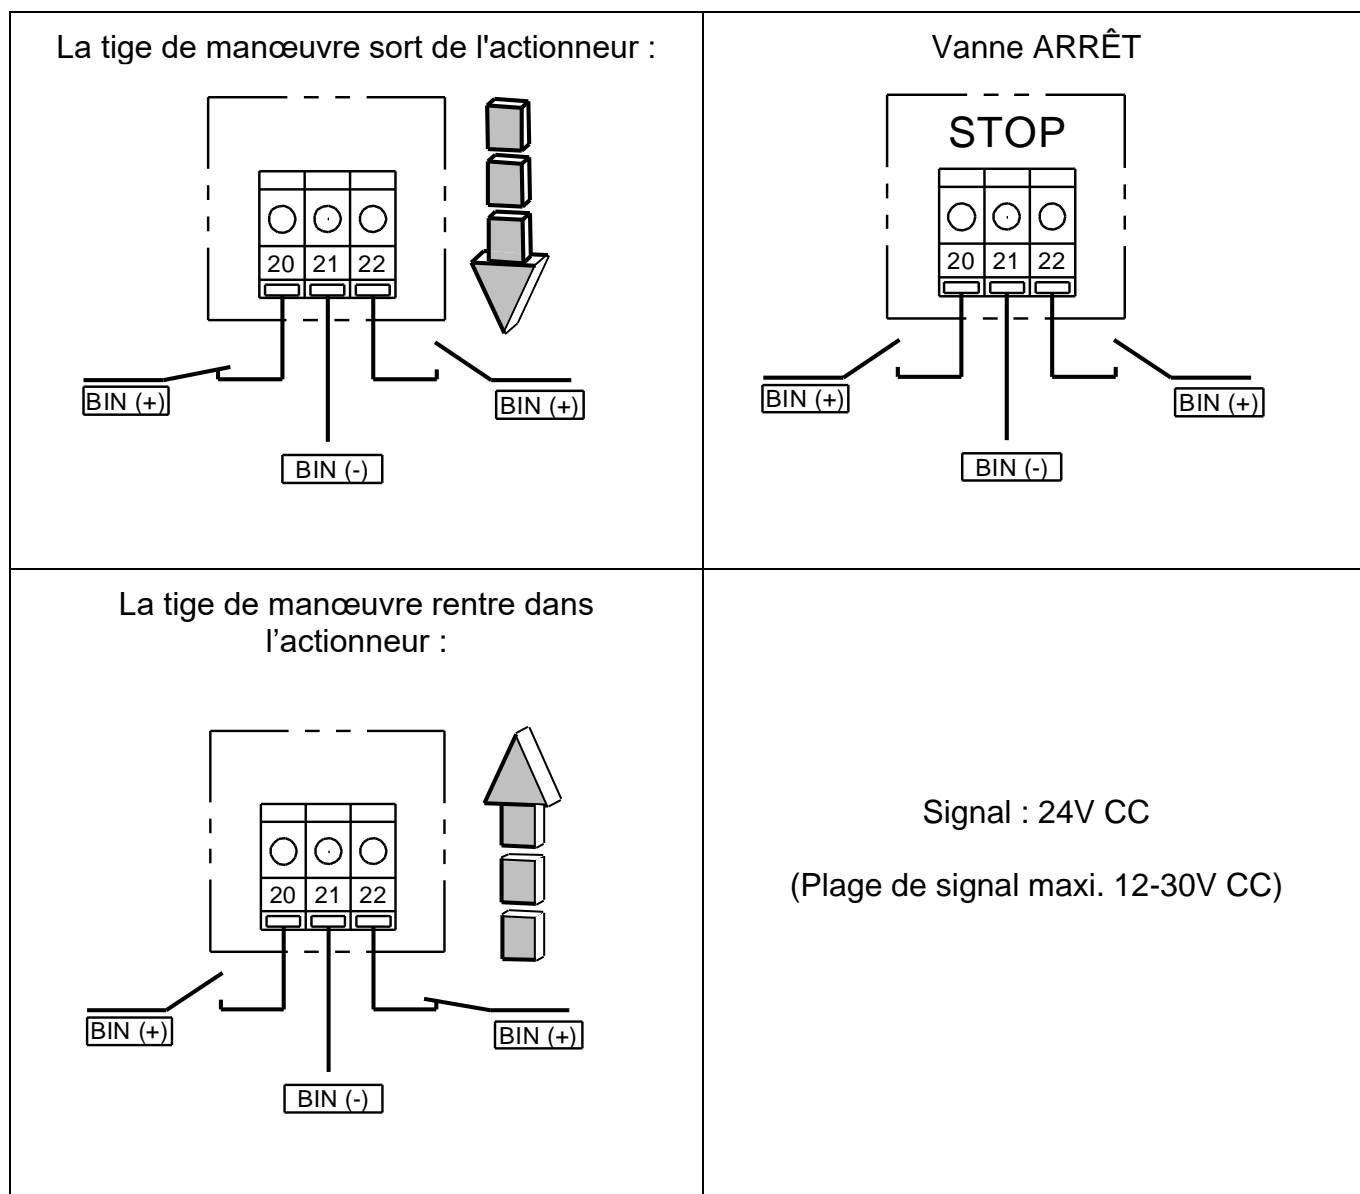 La tige de manœuvre sort de l'actionneur :
20 21 22
BIN (+)
BIN (+)
BIN (-)
Vanne ARRÊT
STOP
20 21 22
BIN (+)
BIN (+)
BIN (-)
La tige de manœuvre rentre dans
l’actionneur :
20 21 22
BIN (+)
BIN (+)
BIN (-)
Signal : 24V CC
(Plage de signal maxi. 12-30V CC)